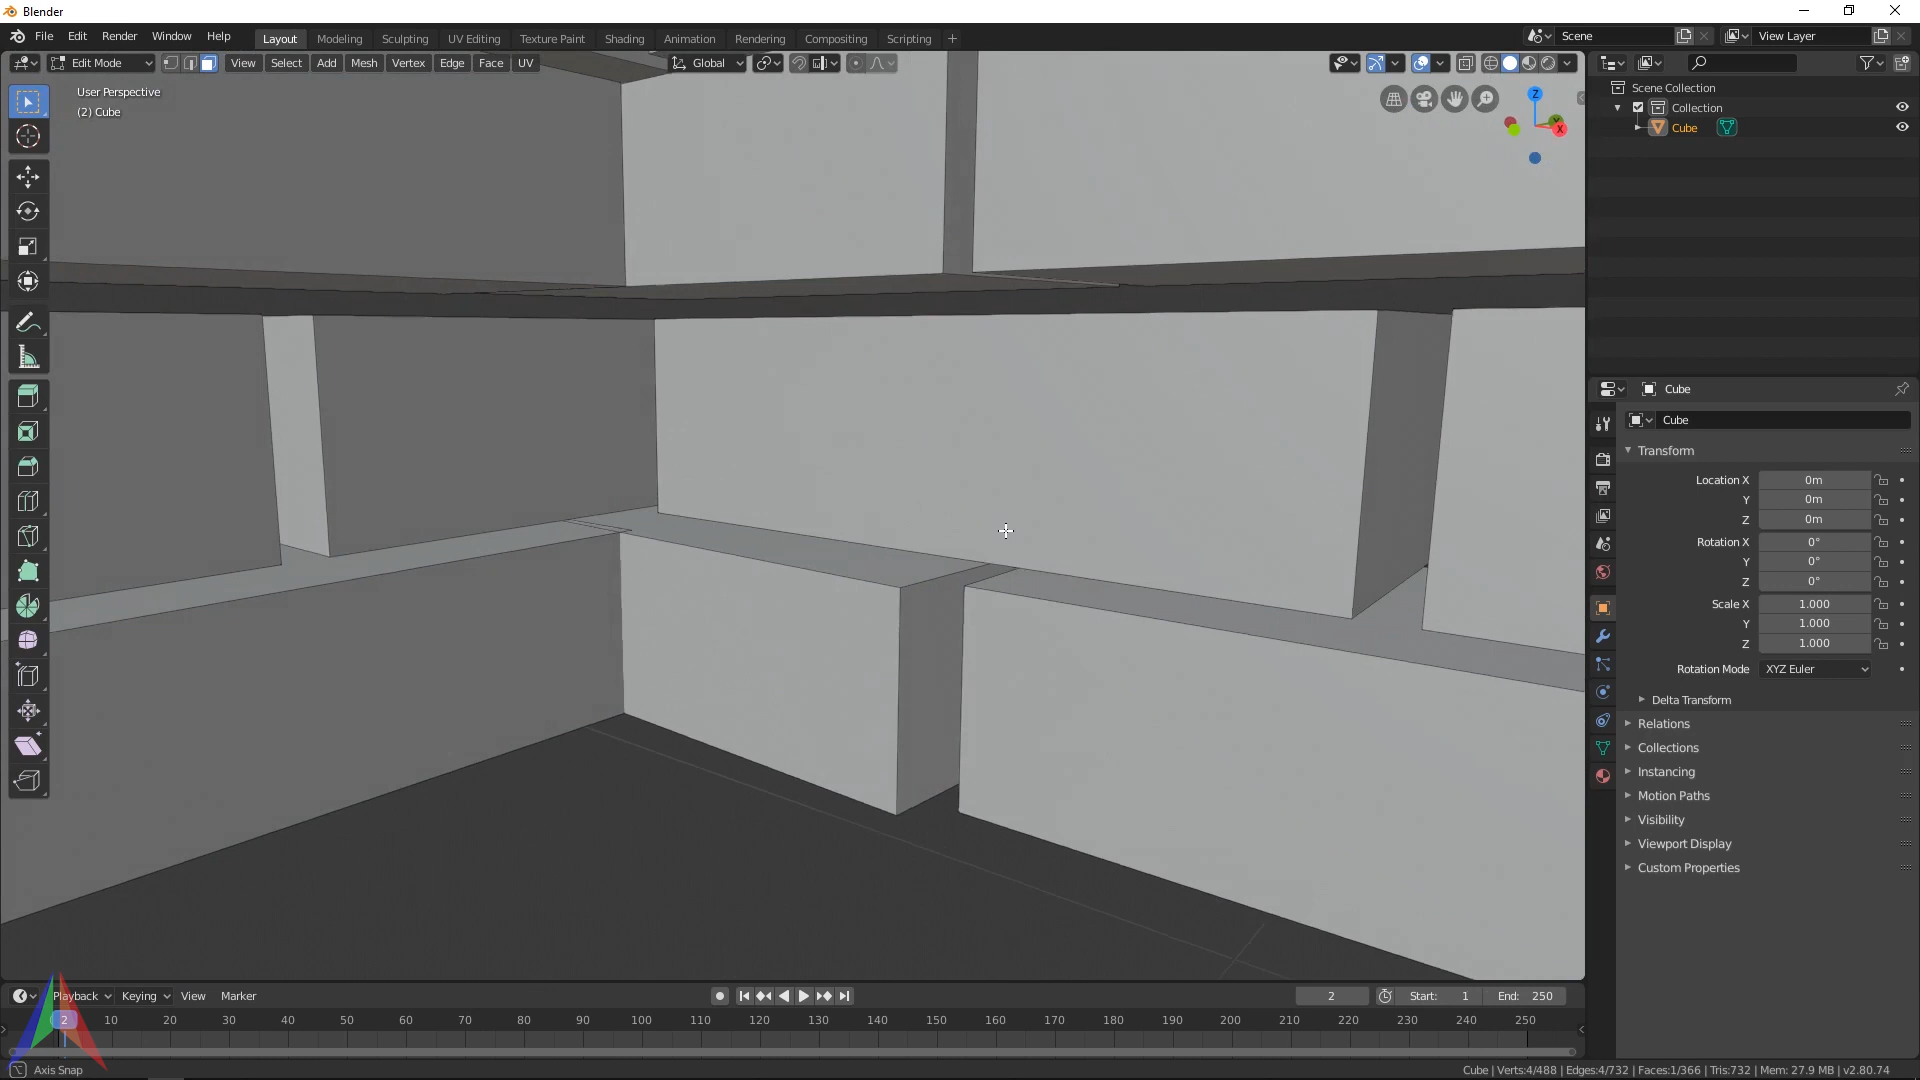 Blender
File Edit Render Window Help
Layout Modeling Sculpting UV Editing Texture Paint Shading Animation Rendering Compositing Scripting +
Scene
View Layer
Edit Mode
View Select Add Mesh Vertex Edge Face UV
Global
User Perspective
(2) Cube
Z
Y
X
Scene Collection
Collection
Cube
Cube
Cube
Transform
Location X 0m
Y 0m
Z 0m
Rotation X 0°
Y 0°
Z 0°
Scale X 1.000
Y 1.000
Z 1.000
Rotation Mode XYZ Euler
Delta Transform
Relations
Collections
Instancing
Motion Paths
Visibility
Viewport Display
Custom Properties
Playback Keying View Marker
2
Start: 1
End: 250
2 10 20 30 40 50 60 70 80 90 100 110 120 130 140 150 160 170 180 190 200 210 220 230 240 250
Axis Snap
Cube | Verts:4/488 | Edges:4/732 | Faces:1/366 | Tris:732 | Mem: 27.9 MB | v2.80.74